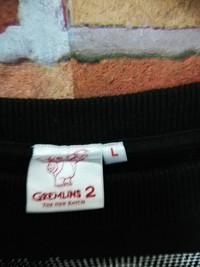 L
GREMLINS 2
THE NEW BATCH